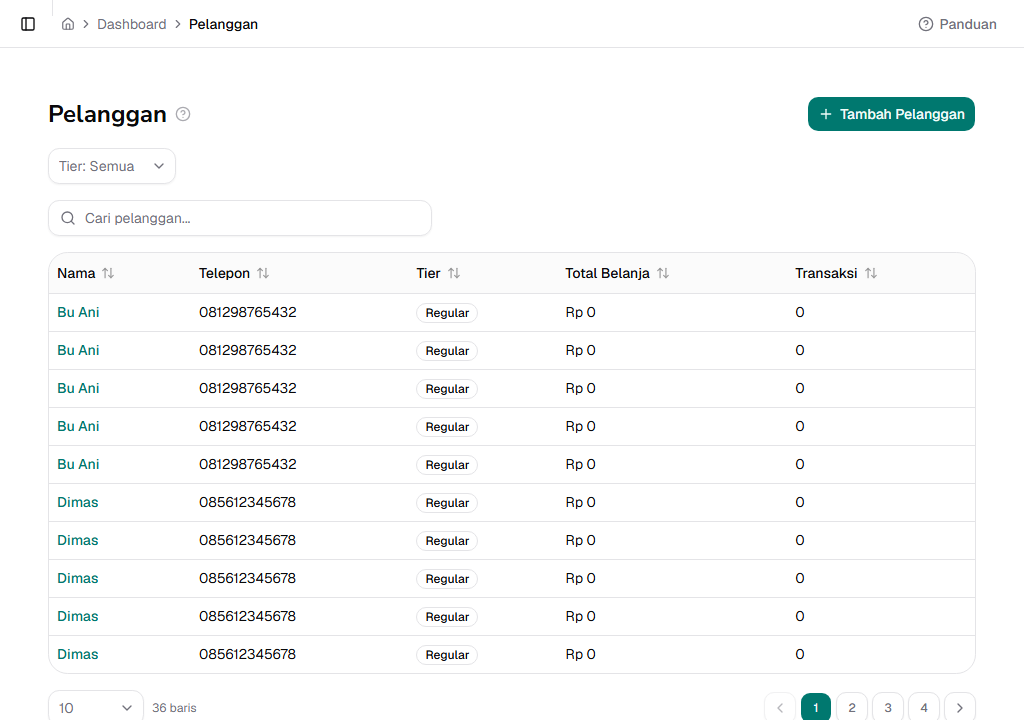 Dashboard Pelanggan Panduan
Pelanggan
+ Tambah Pelanggan
Tier: Semua
Cari pelanggan...
Nama Telepon Tier Total Belanja Transaksi
Bu Ani 081298765432 Regular Rp 0 0
Bu Ani 081298765432 Regular Rp 0 0
Bu Ani 081298765432 Regular Rp 0 0
Bu Ani 081298765432 Regular Rp 0 0
Bu Ani 081298765432 Regular Rp 0 0
Dimas 085612345678 Regular Rp 0 0
Dimas 085612345678 Regular Rp 0 0
Dimas 085612345678 Regular Rp 0 0
Dimas 085612345678 Regular Rp 0 0
Dimas 085612345678 Regular Rp 0 0
10 36 baris 1 2 3 4